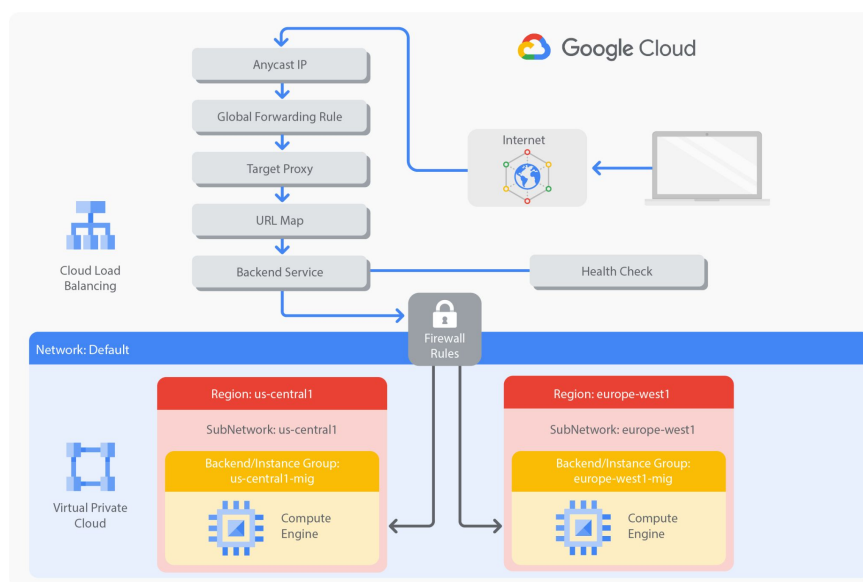 Google Cloud
Anycast IP
Global Forwarding Rule
Target Proxy
URL Map
Backend Service
Internet
Health Check
Cloud Load
Balancing
Firewall
Rules
Network: Default
Region: us-central1
SubNetwork: us-central1
Backend/Instance Group:
us-central1-mig
Compute
Engine
Region: europe-west1
SubNetwork: europe-west1
Backend/Instance Group:
europe-west1-mig
Compute
Engine
Virtual Private
Cloud